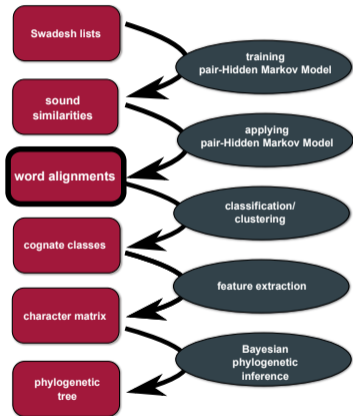 Swadesh lists
training
pair-Hidden Markov Model
sound
similarities
applying
pair-Hidden Markov Model
word alignments
classification/
clustering
cognate classes
feature extraction
character matrix
Bayesian
phylogenetic
inference
phylogenetic
tree